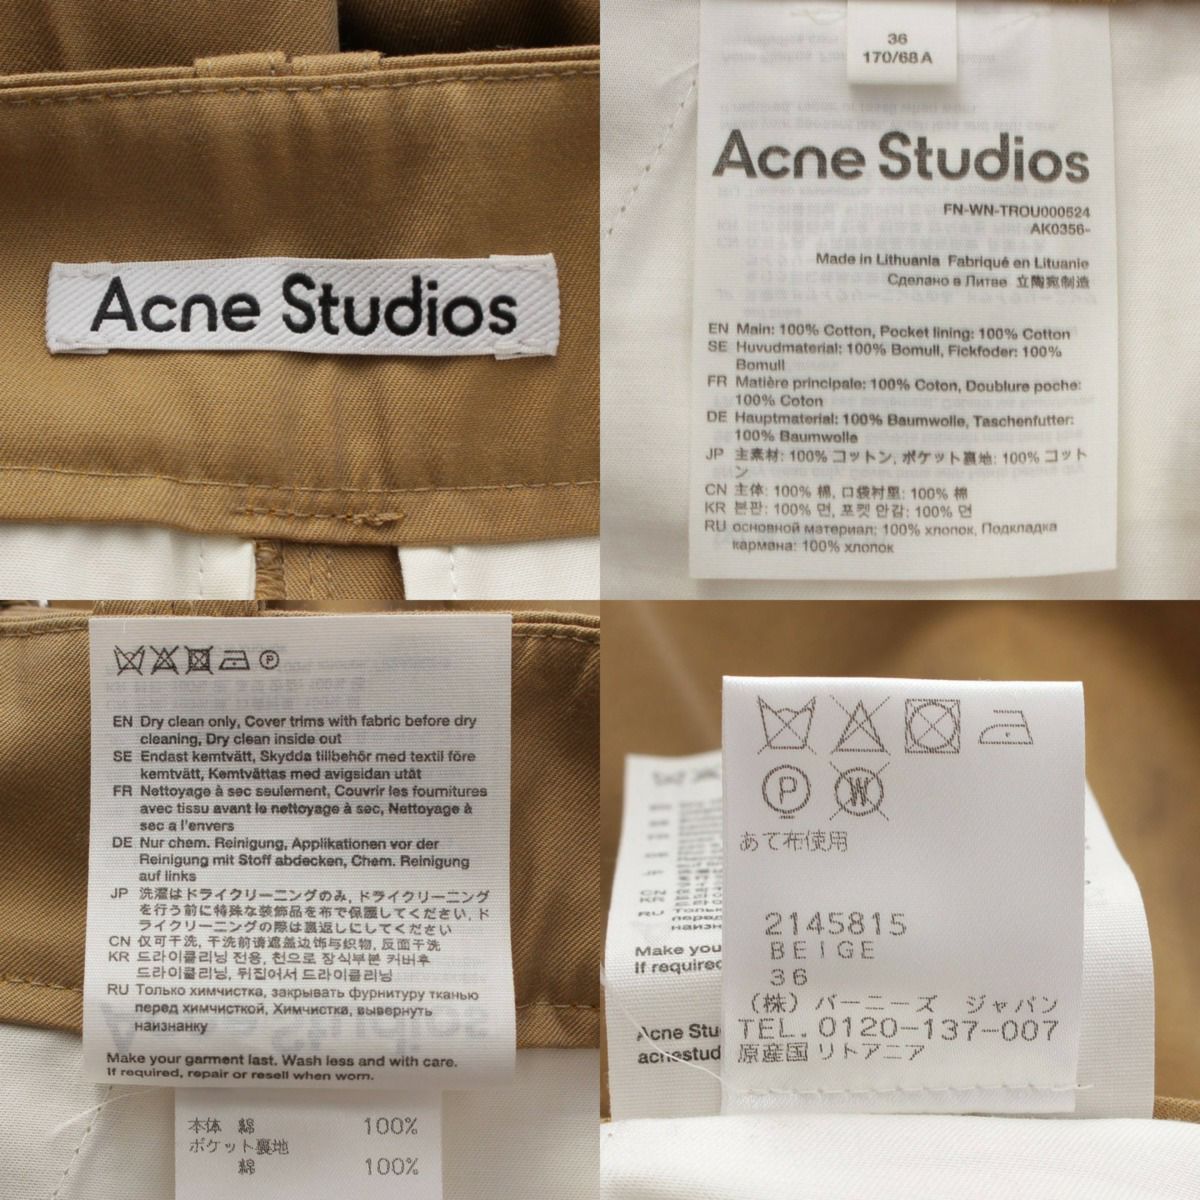 Acne Studios
36
170/68A
Acne Studios
FN-WN-TROU000524
AK0356-
Made in Lithuania Fabriqué en Lituanie
Сделано в Литве 立陶宛制造
EN Main: 100% Cotton, Pocket lining: 100% Cotton
SE Huvudmaterial: 100% Bomull, Fickfoder: 100%
Bomull
FR Matière principale: 100% Coton, Doublure poche:
100% Coton
DE Hauptmaterial: 100% Baumwolle, Taschenfutter:
100% Baumwolle
JP 主素材: 100% コットン, ポケット裏地: 100% コット
ン
CN 主体: 100% 棉, 口袋衬里: 100% 棉
KR 본판: 100% 면, 포켓 안감: 100% 면
RU основной материал: 100% хлопок, Подкладка
кармана: 100% хлопок
EN Dry clean only, Cover trims with fabric before dry
cleaning, Dry clean inside out
SE Endast kemtvätt, Skydda tillbehör med textil före
kemtvätt, Kemtvättas med avigsidan utåt
FR Nettoyage à sec seulement, Couvrir les fournitures
avec tissu avant le nettoyage à sec, Nettoyage à
sec a l'envers
DE Nur chem. Reinigung, Applikationen vor der
Reinigung mit Stoff abdecken, Chem. Reinigung
auf links
JP 洗濯はドライクリーニングのみ, ドライクリーニング
を行う前に特殊な装飾品を布で保護してください, ド
ライクリーニングの際は裏返しにしてください
CN 仅可干洗, 干洗前请遮盖边饰与织物, 反面干洗
KR 드라이클리닝 전용, 천으로 장식부분 커버후
드라이클리닝, 뒤집어서 드라이클리닝
RU Только химчистка, закрывать фурнитуру тканью
перед химчисткой, Химчистка, вывернуть
наизнанку
Make your garment last. Wash less and with care.
If required, repair or resell when worn.
本体 綿 100%
ポケット裏地
綿 100%
P
W
あて布使用
2145815
BEIGE
36
(株) バーニーズ ジャパン
TEL. 0120-137-007
原産国 リトアニア
CN
KR
RU
Make you
If required
Acne Stu
acnestud